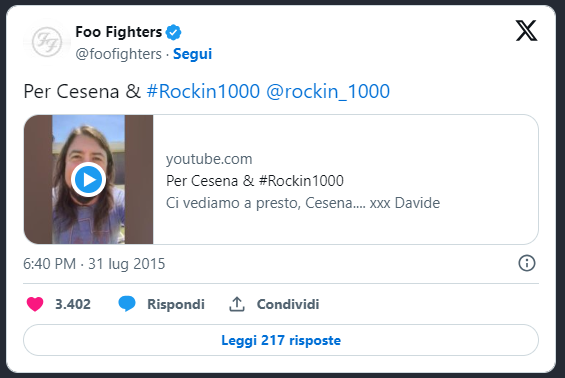 Foo Fighters
@foofighters · Segui
Per Cesena & #Rockin1000 @rockin_1000
youtube.com
Per Cesena & #Rockin1000
Ci vediamo a presto, Cesena.... xxx Davide
6:40 PM · 31 lug 2015
3.402 Rispondi Condividi
Leggi 217 risposte